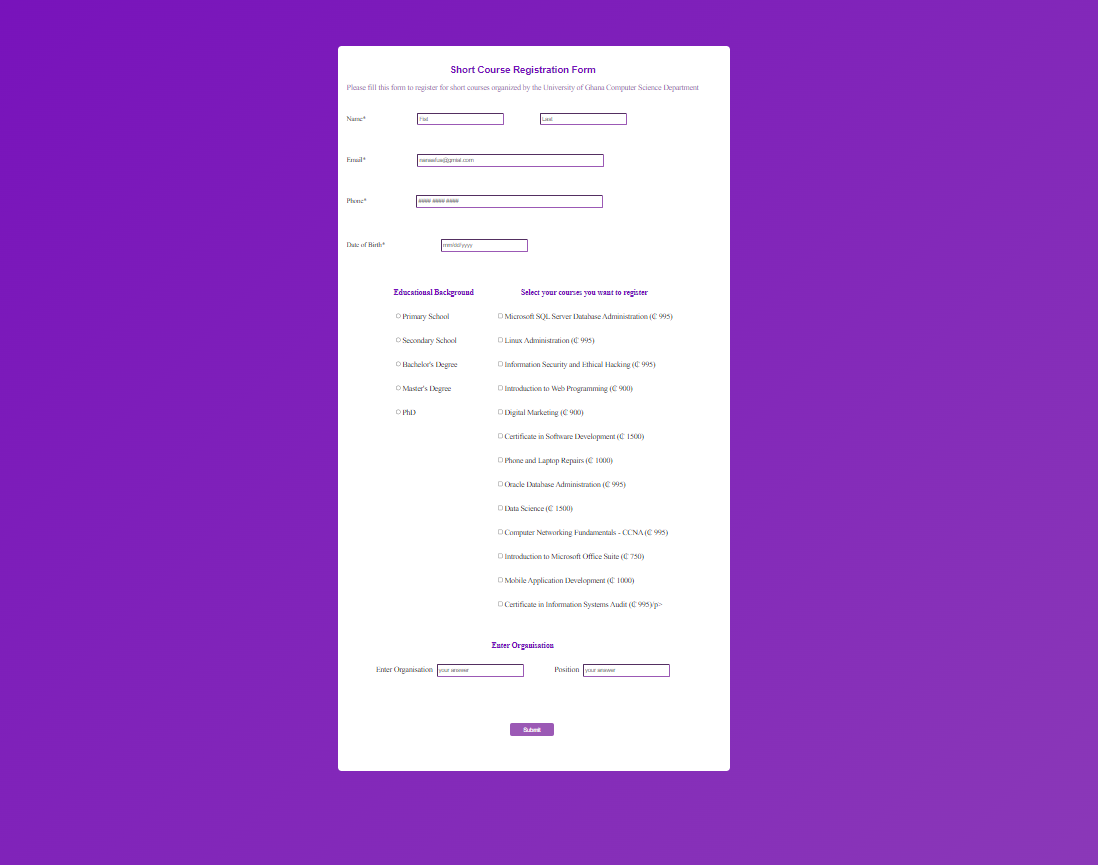 Short Course Registration Form
Please fill this form to register for short courses organized by the University of Ghana Computer Science Department
Name* Last
Email*
Phone* #### #### ####
Date of Birth* mm/dd/yyyy
Educational Background Select your courses you want to register
Primary School Microsoft SQL Server Database Administration (₵ 995)
Secondary School Linux Administration (₵ 995)
Bachelor's Degree Information Security and Ethical Hacking (₵ 995)
Master's Degree Introduction to Web Programming (₵ 900)
PhD Digital Marketing (₵ 900)
Certificate in Software Development (₵ 1500)
Phone and Laptop Repairs (₵ 1000)
Oracle Database Administration (₵ 995)
Data Science (₵ 1500)
Computer Networking Fundamentals - CCNA (₵ 995)
Introduction to Microsoft Office Suite (₵ 750)
Mobile Application Development (₵ 1000)
Certificate in Information Systems Audit (₵ 995)/p>
Enter Organisation
Enter Organisation your answer Position your answer
Submit